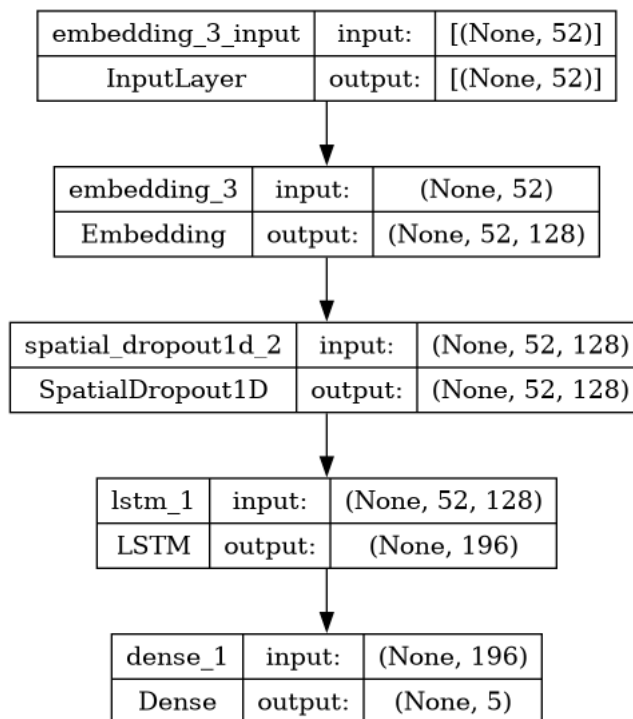 embedding_3_input input: [(None, 52)]
InputLayer output: [(None, 52)]
embedding_3 input: (None, 52)
Embedding output: (None, 52, 128)
spatial_dropout1d_2 input: (None, 52, 128)
SpatialDropout1D output: (None, 52, 128)
lstm_1 input: (None, 52, 128)
LSTM output: (None, 196)
dense_1 input: (None, 196)
Dense output: (None, 5)